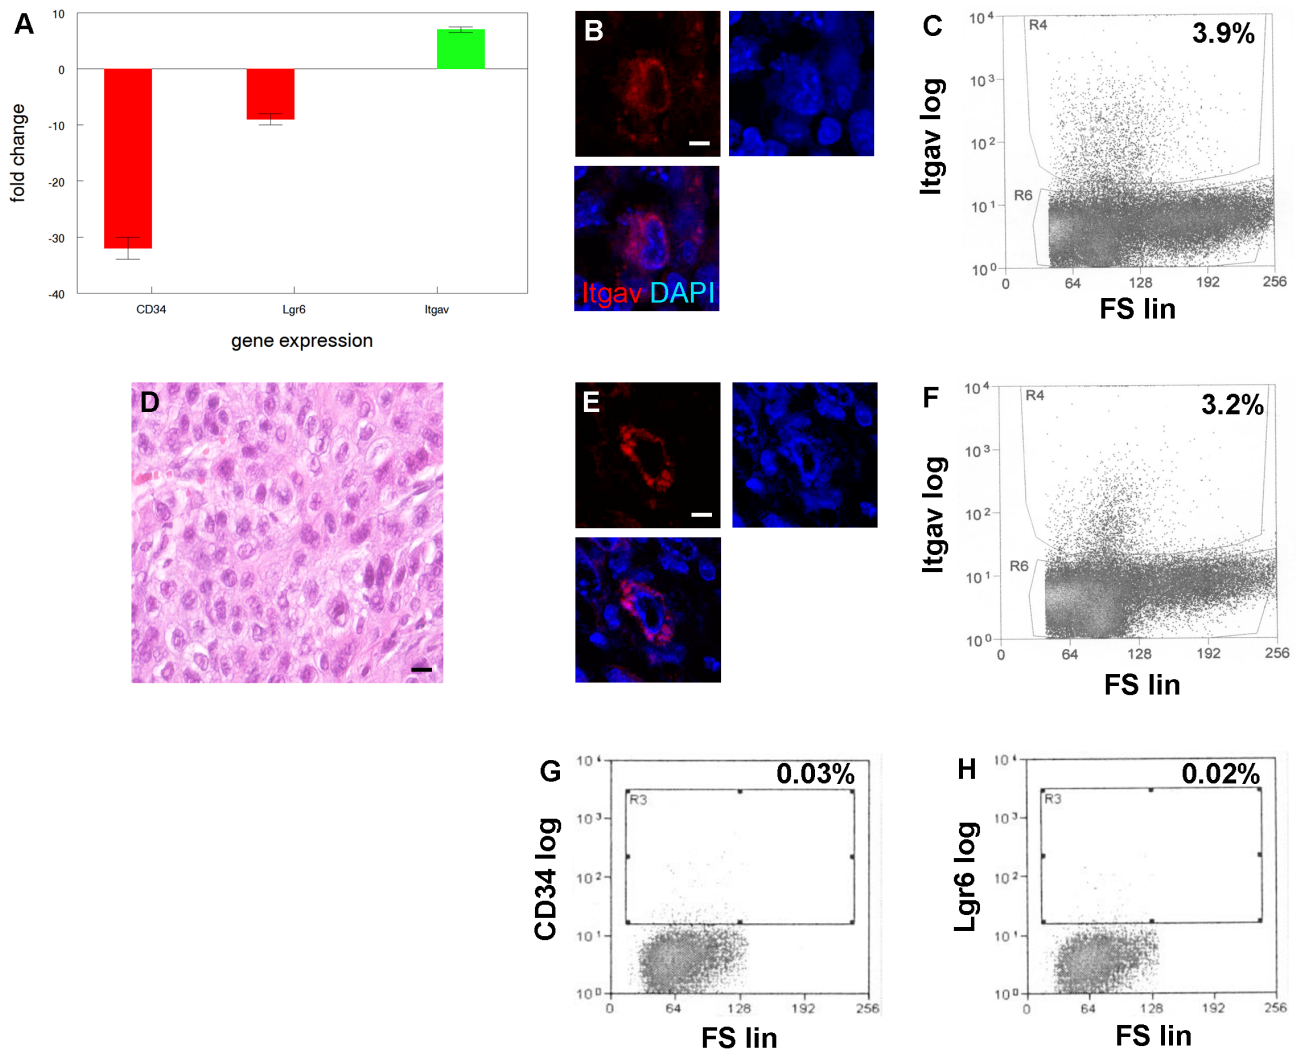 A
10
0
-10
-20
-30
-40
fold change
CD34 Lgr6 Itgav
gene expression
B
Itgav DAPI
C
3.9%
R4
R6
Itgav log
10⁴
10³
10²
10¹
10⁰
0 64 128 192 256
FS lin
D
E
F
3.2%
R4
R6
Itgav log
10⁴
10³
10²
10¹
10⁰
0 64 128 192 256
FS lin
G
0.03%
R3
CD34 log
10⁴
10³
10²
10¹
10⁰
0 64 128 192 256
FS lin
H
0.02%
R3
Lgr6 log
10⁴
10³
10²
10¹
10⁰
0 64 128 192 256
FS lin